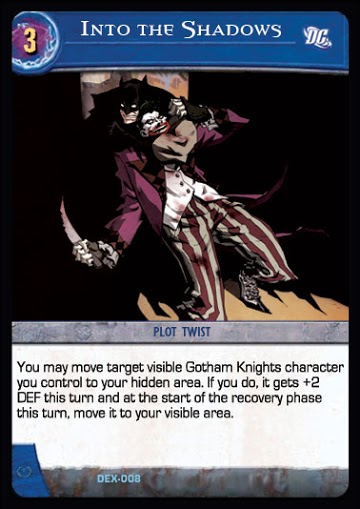 3
INTO THE SHADOWS
DC
PLOT TWIST
You may move target visible Gotham Knights character
you control to your hidden area. If you do, it gets +2
DEF this turn and at the start of the recovery phase
this turn, move it to your visible area.
DEX-008